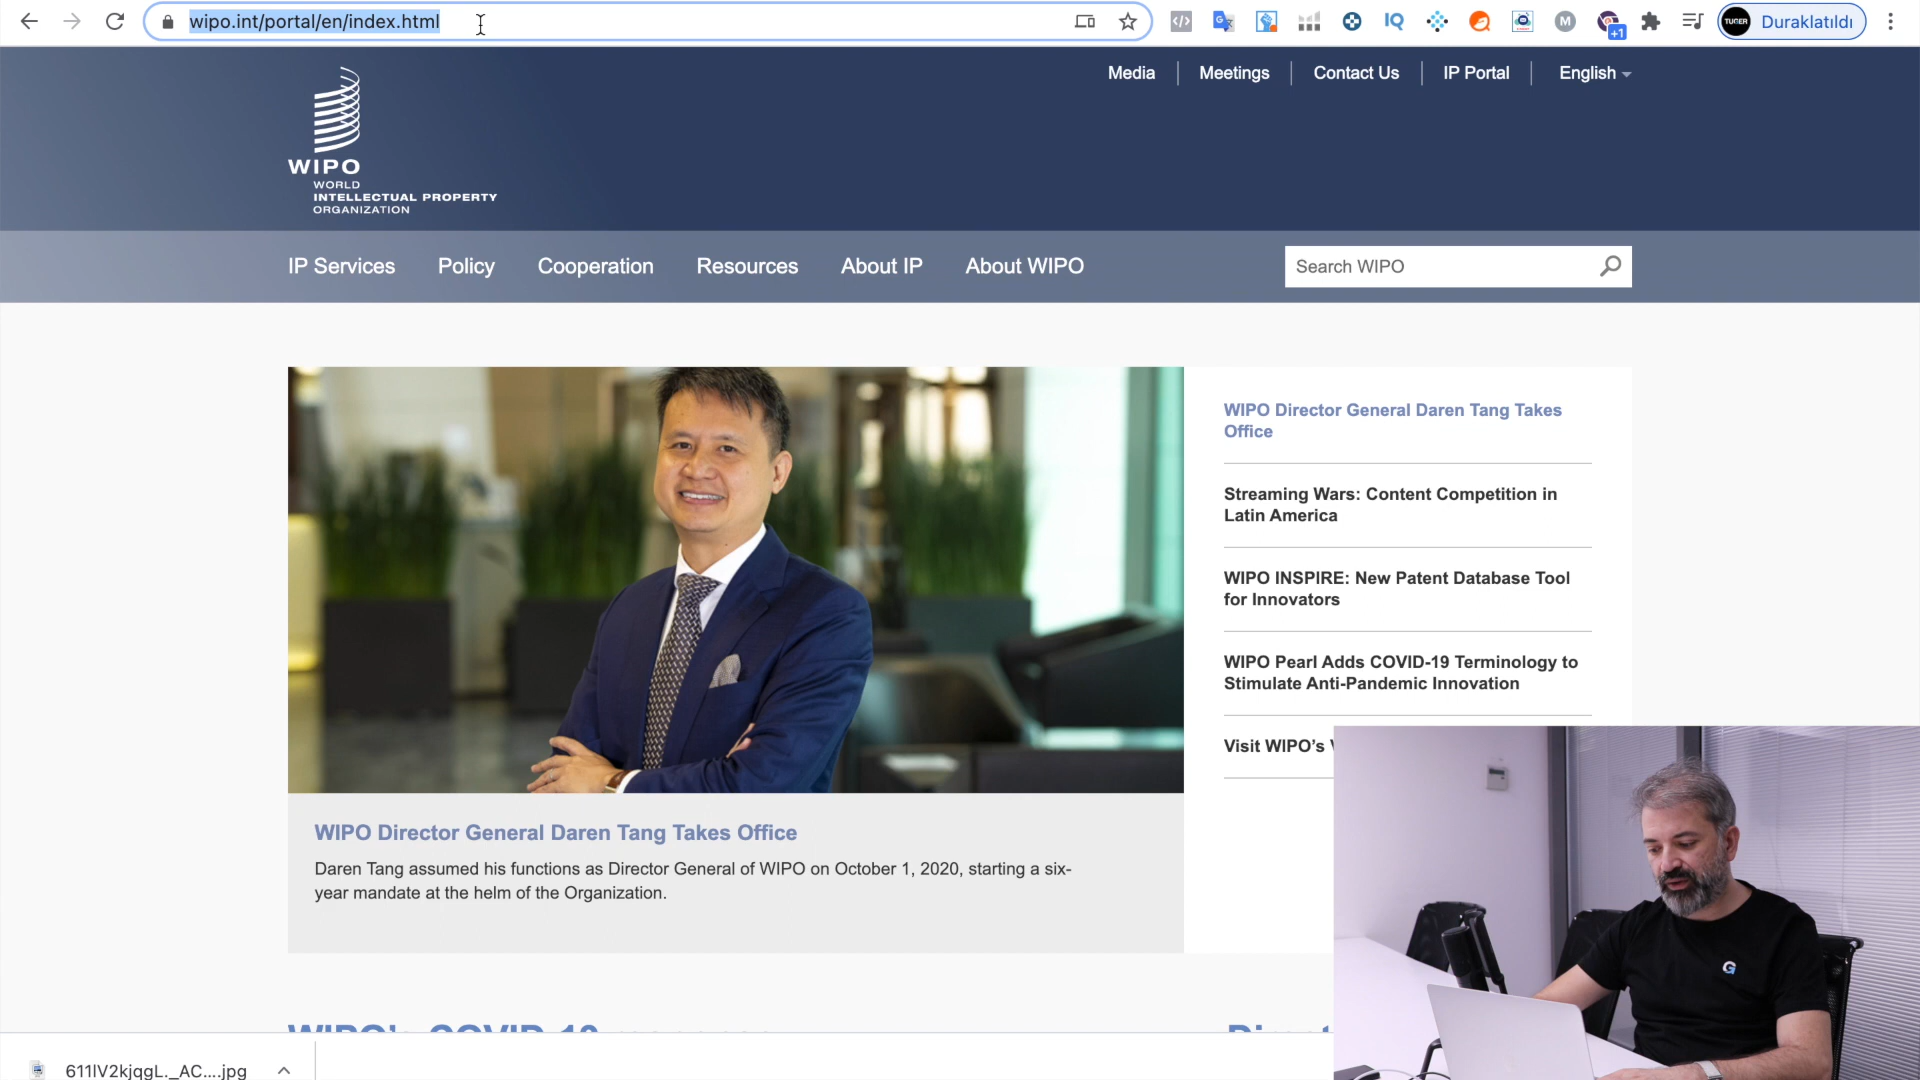 wipo.int/portal/en/index.html
IQ
M
+1
TUNER
Duraklatıldı
Media
Meetings
Contact Us
IP Portal
English
WIPO
WORLD
INTELLECTUAL PROPERTY
ORGANIZATION
IP Services
Policy
Cooperation
Resources
About IP
About WIPO
Search WIPO
WIPO Director General Daren Tang Takes
Office
Streaming Wars: Content Competition in
Latin America
WIPO INSPIRE: New Patent Database Tool
for Innovators
WIPO Pearl Adds COVID-19 Terminology to
Stimulate Anti-Pandemic Innovation
Visit WIPO's
WIPO Director General Daren Tang Takes Office
Daren Tang assumed his functions as Director General of WIPO on October 1, 2020, starting a six-
year mandate at the helm of the Organization.
WIPO's COVID-19
G
611lV2kjqgL._AC....jpg